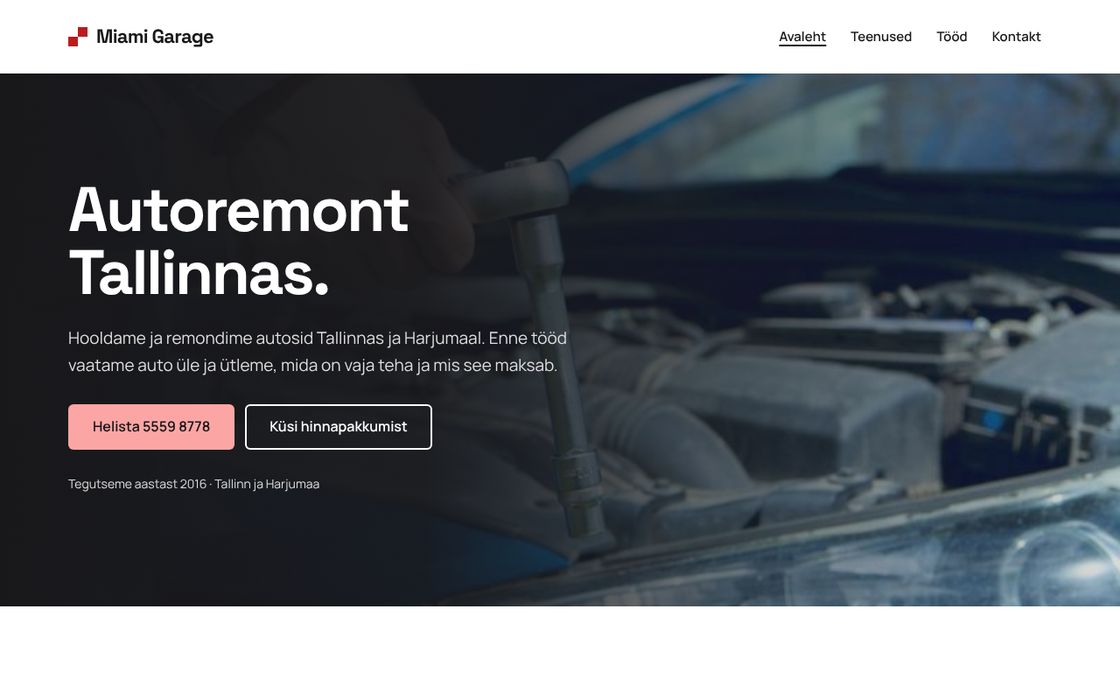 Miami Garage
Avaleht Teenused Tööd Kontakt
Autoremont
Tallinnas.
Hooldame ja remondime autosid Tallinnas ja Harjumaal. Enne tööd
vaatame auto üle ja ütleme, mida on vaja teha ja mis see maksab.
Helista 5559 8778 Küsi hinnapakkumist
Tegutseme aastast 2016 · Tallinn ja Harjumaa